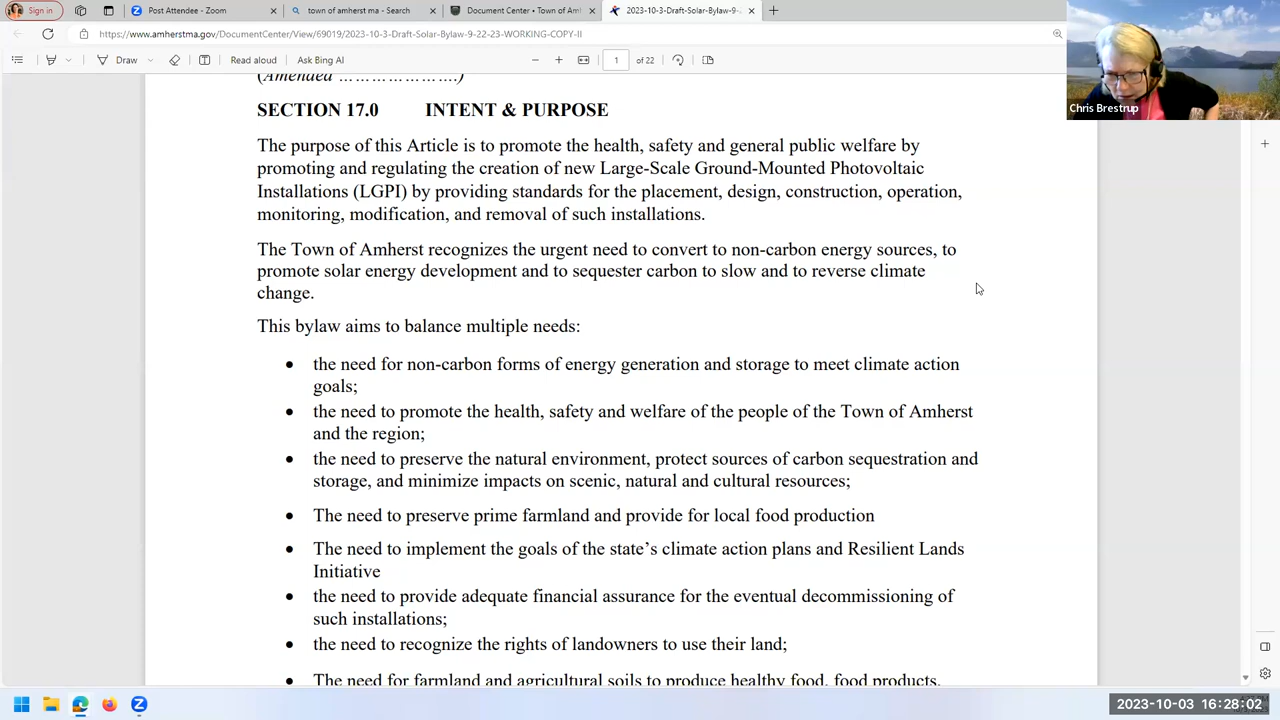 Sign in
Post Attendee - Zoom
town of amherst ma - Search
Document Center • Town of Am
2023-10-3-Draft-Solar-Bylaw-9-2
https://www.amherstma.gov/DocumentCenter/View/69019/2023-10-3-Draft-Solar-Bylaw-9-22-23-WORKING-COPY-II
Draw
Read aloud
Ask Bing AI
1
of 22
Chris Brestrup
(Amended ………………….)
SECTION 17.0 INTENT & PURPOSE
The purpose of this Article is to promote the health, safety and general public welfare by
promoting and regulating the creation of new Large-Scale Ground-Mounted Photovoltaic
Installations (LGPI) by providing standards for the placement, design, construction, operation,
monitoring, modification, and removal of such installations.
The Town of Amherst recognizes the urgent need to convert to non-carbon energy sources, to
promote solar energy development and to sequester carbon to slow and to reverse climate
change.
This bylaw aims to balance multiple needs:
• the need for non-carbon forms of energy generation and storage to meet climate action
goals;
• the need to promote the health, safety and welfare of the people of the Town of Amherst
and the region;
• the need to preserve the natural environment, protect sources of carbon sequestration and
storage, and minimize impacts on scenic, natural and cultural resources;
• The need to preserve prime farmland and provide for local food production
• The need to implement the goals of the state's climate action plans and Resilient Lands
Initiative
• the need to provide adequate financial assurance for the eventual decommissioning of
such installations;
• the need to recognize the rights of landowners to use their land;
• The need for farmland and agricultural soils to produce healthy food, food products,
2023-10-03 16:28:02